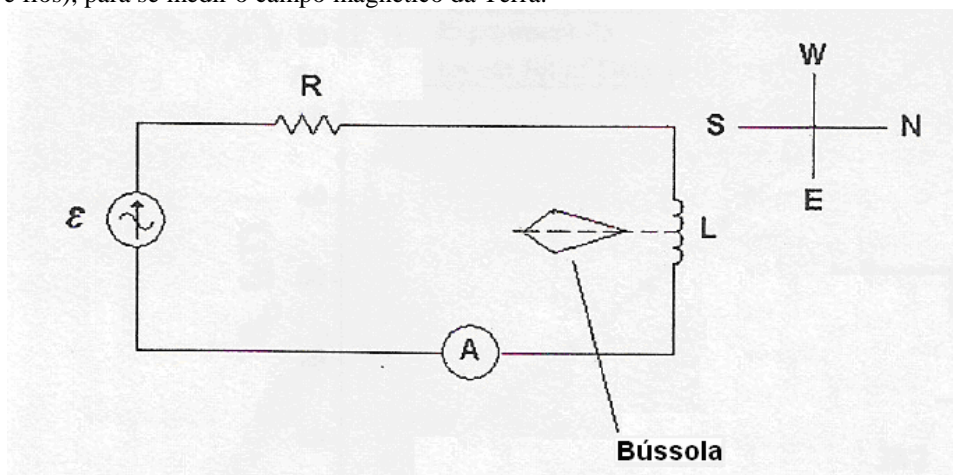 e fios), para se medir o campo magnético da Terra.
W
R
S N
ε
E
L
A
Bússola